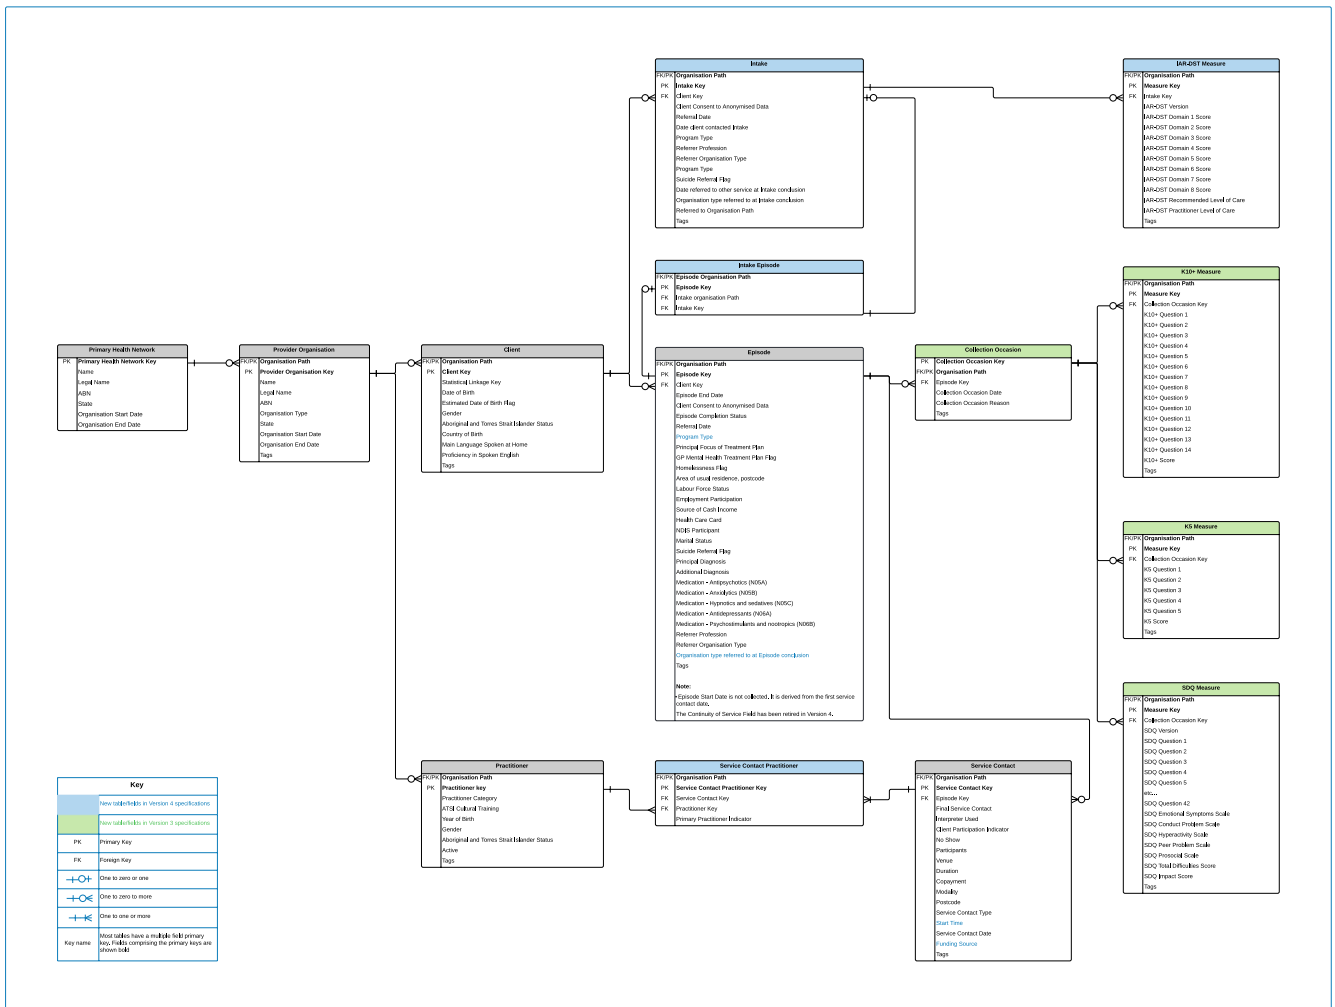 Intake
FK/PK Organisation Path
PK Intake Key
FK Client Key
Client Consent to Anonymised Data
Referral Date
Date client contacted Intake
Program Type
Referrer Profession
Referrer Organisation Type
Program Type
Suicide Referral Flag
Date referred to other service at Intake conclusion
Organisation type referred to at Intake conclusion
Referred to Organisation Path
Tags
IAR-DST Measure
FK/PK Organisation Path
PK Measure Key
FK Intake Key
IAR-DST Version
IAR-DST Domain 1 Score
IAR-DST Domain 2 Score
IAR-DST Domain 3 Score
IAR-DST Domain 4 Score
IAR-DST Domain 5 Score
IAR-DST Domain 6 Score
IAR-DST Domain 7 Score
IAR-DST Domain 8 Score
IAR-DST Recommended Level of Care
IAR-DST Practitioner Level of Care
Tags
Intake Episode
FK/PK Episode Organisation Path
PK Episode Key
FK Intake organisation Path
FK Intake Key
K10+ Measure
FK/PK Organisation Path
PK Measure Key
FK Collection Occasion Key
K10+ Question 1
K10+ Question 2
K10+ Question 3
K10+ Question 4
K10+ Question 5
K10+ Question 6
K10+ Question 7
K10+ Question 8
K10+ Question 9
K10+ Question 10
K10+ Question 11
K10+ Question 12
K10+ Question 13
K10+ Question 14
K10+ Score
Tags
Primary Health Network
PK Primary Health Network Key
Name
Legal Name
ABN
State
Organisation Start Date
Organisation End Date
Provider Organisation
FK/PK Organisation Path
PK Provider Organisation Key
Name
Legal Name
ABN
Organisation Type
State
Organisation Start Date
Organisation End Date
Tags
Client
FK/PK Organisation Path
PK Client Key
Statistical Linkage Key
Date of Birth
Estimated Date of Birth Flag
Gender
Aboriginal and Torres Strait Islander Status
Country of Birth
Main Language Spoken at Home
Proficiency in Spoken English
Tags
Episode
FK/PK Organisation Path
PK Episode Key
FK Client Key
Episode End Date
Client Consent to Anonymised Data
Episode Completion Status
Referral Date
Program Type
Principal Focus of Treatment Plan
GP Mental Health Treatment Plan Flag
Homelessness Flag
Area of usual residence, postcode
Labour Force Status
Employment Participation
Source of Cash Income
Health Care Card
NDIS Participant
Marital Status
Suicide Referral Flag
Principal Diagnosis
Additional Diagnosis
Medication - Antipsychotics (N05A)
Medication - Anxiolytics (N05B)
Medication - Hypnotics and sedatives (N05C)
Medication - Antidepressants (N06A)
Medication - Psychostimulants and nootropics (N06B)
Referrer Profession
Referrer Organisation Type
Organisation type referred to at Episode conclusion
Tags
Note:
- Episode Start Date is not collected. It is derived from the first service
contact date.
The Continuity of Service Field has been retired in Version 4.
Collection Occasion
PK Collection Occasion Key
FK/PK Organisation Path
FK Episode Key
Collection Occasion Date
Collection Occasion Reason
Tags
K5 Measure
FK/PK Organisation Path
PK Measure Key
FK Collection Occasion Key
K5 Question 1
K5 Question 2
K5 Question 3
K5 Question 4
K5 Question 5
K5 Score
Tags
SDQ Measure
FK/PK Organisation Path
PK Measure Key
FK Collection Occasion Key
SDQ Version
SDQ Question 1
SDQ Question 2
SDQ Question 3
SDQ Question 4
SDQ Question 5
etc...
SDQ Question 42
SDQ Emotional Symptoms Scale
SDQ Conduct Problem Scale
SDQ Hyperactivity Scale
SDQ Peer Problem Scale
SDQ Prosocial Scale
SDQ Total Difficulties Score
SDQ Impact Score
Tags
Practitioner
FK/PK Organisation Path
PK Practitioner key
Practitioner Category
ATSI Cultural Training
Year of Birth
Gender
Aboriginal and Torres Strait Islander Status
Active
Tags
Service Contact Practitioner
FK/PK Organisation Path
PK Service Contact Practitioner Key
FK Service Contact Key
FK Practitioner Key
Primary Practitioner Indicator
Service Contact
FK/PK Organisation Path
PK Service Contact Key
FK Episode Key
Final Service Contact
Interpreter Used
Client Participation Indicator
No Show
Participants
Venue
Duration
Copayment
Modality
Postcode
Service Contact Type
Start Time
Service Contact Date
Funding Source
Tags
Key
New table/fields in Version 4 specifications
New table/fields in Version 3 specifications
PK Primary Key
FK Foreign Key
One to zero or one
One to zero to more
One to one or more
Key name Most tables have a multiple field primary
key. Fields comprising the primary keys are
shown bold